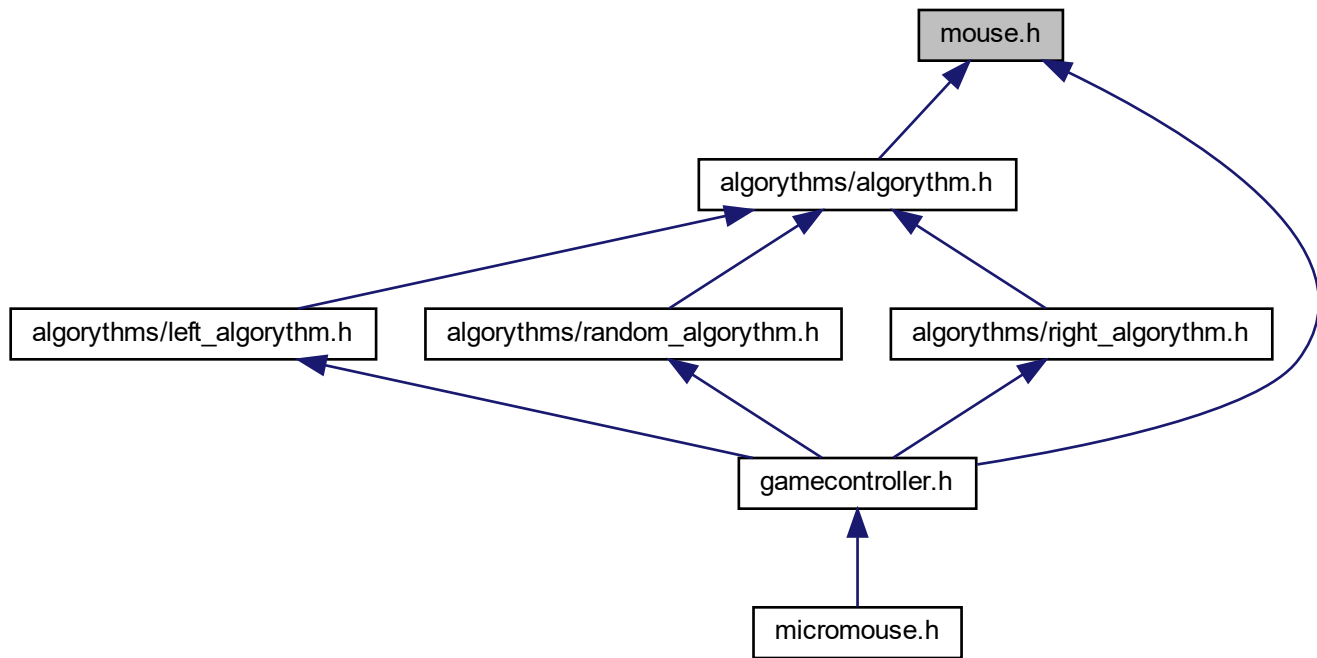 mouse.h
algorythms/algorythm.h
algorythms/left_algorythm.h
algorythms/random_algorythm.h
algorythms/right_algorythm.h
gamecontroller.h
micromouse.h